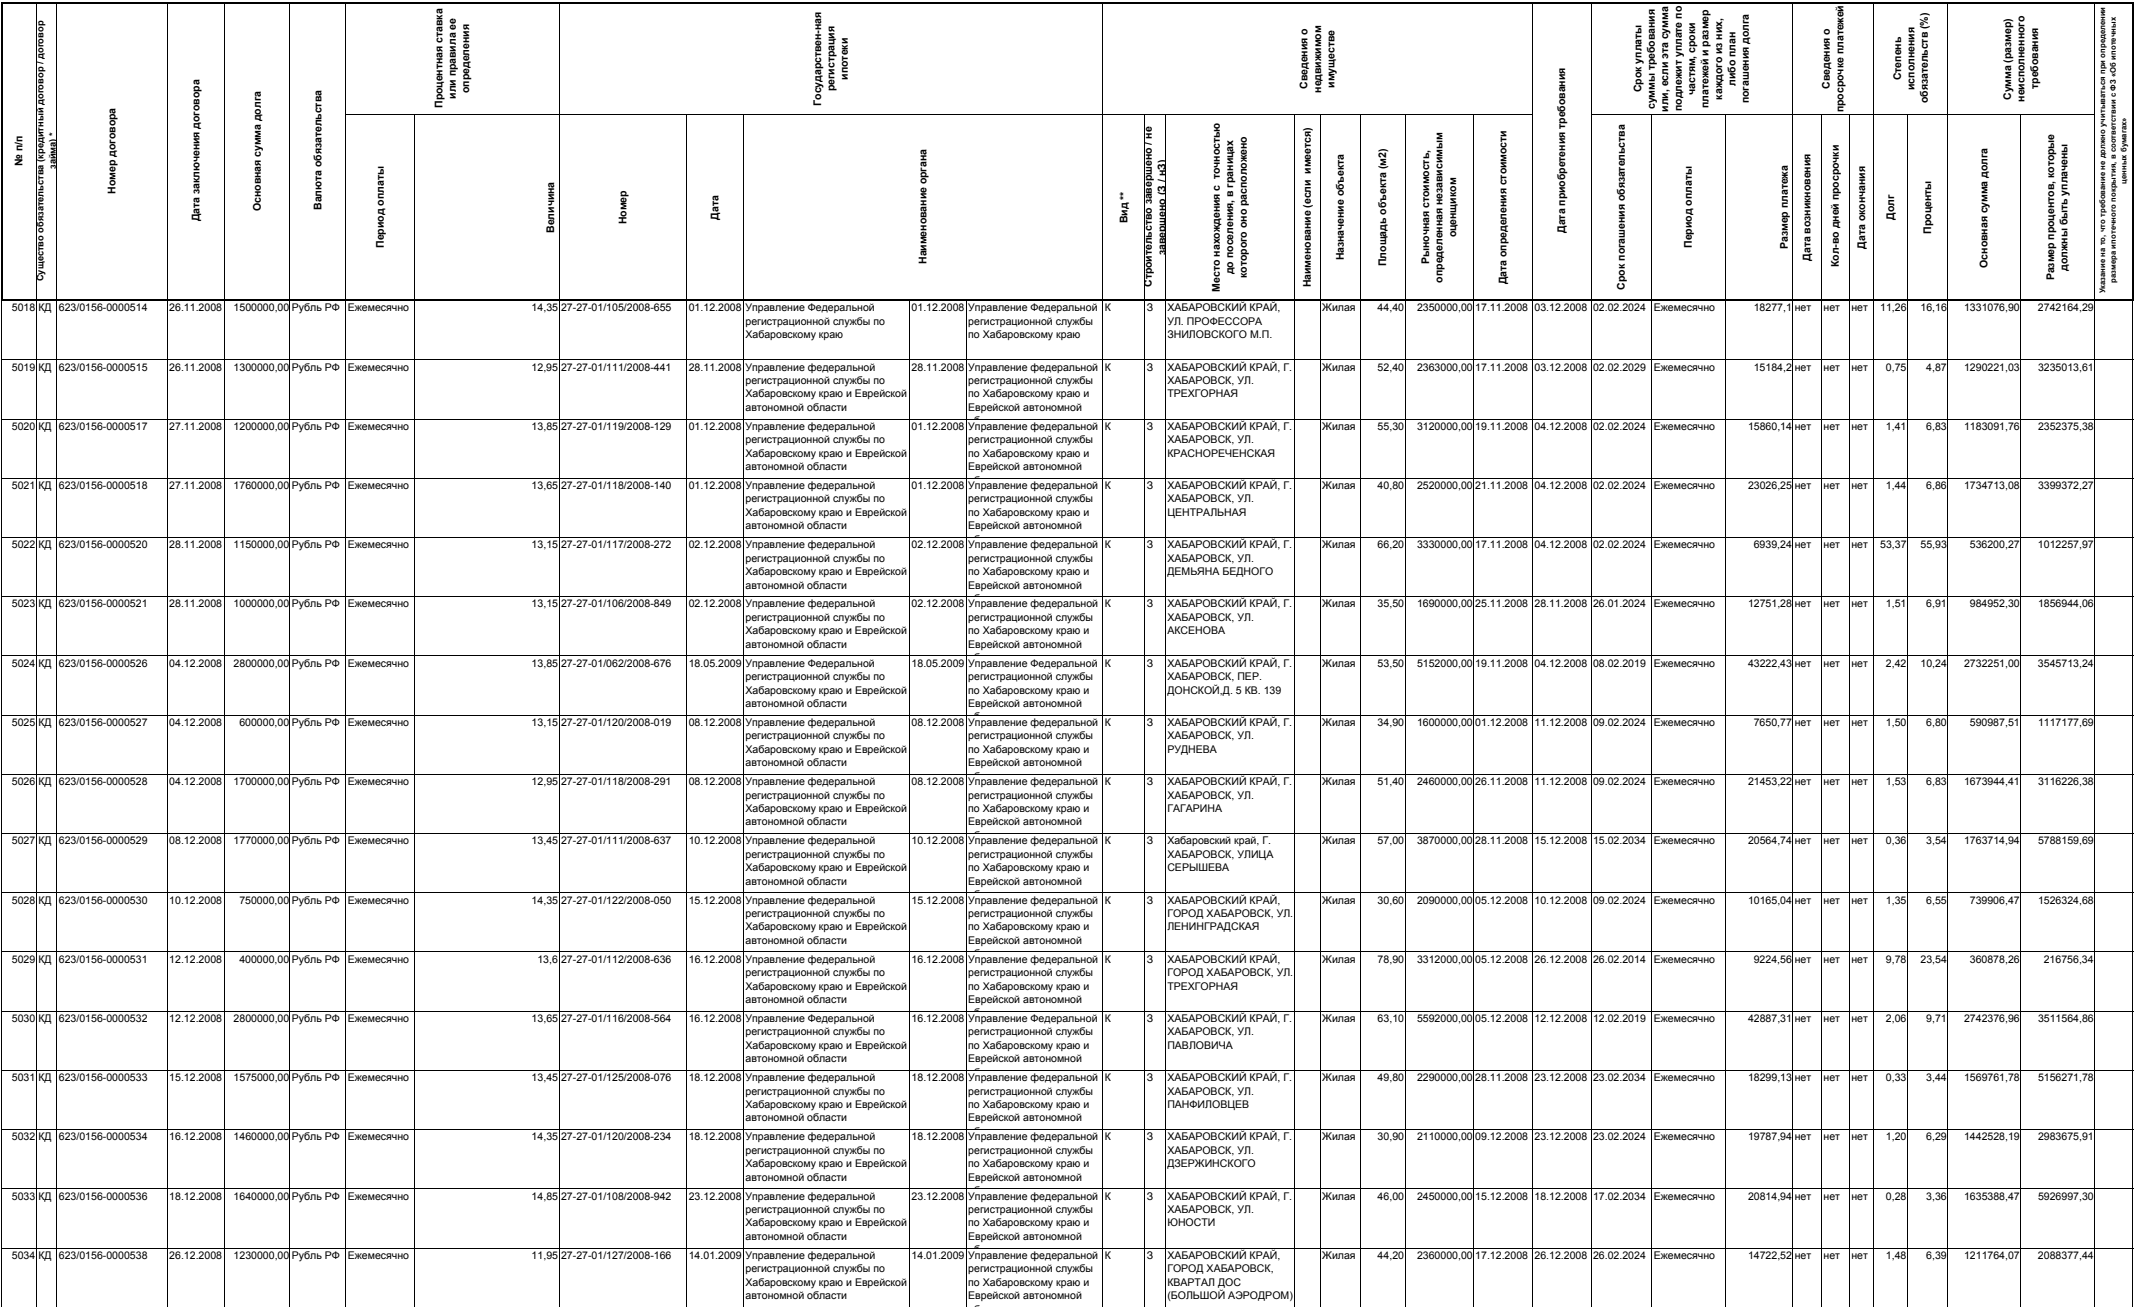 № п/п
Существо обязательства (кредитный договор / договор займа) *
Номер договора
Дата заключения договора
Основная сумма долга
Валюта обязательства
Процентная ставка
или правила ее
определения
Период оплаты
Величина
Государствен-ная
регистрация
ипотеки
Номер
Дата
Наименование органа
Сведения о
недвижимом
имуществе
Вид **
Строительство завершено / не
завершено (З / нЗ)
Место нахождения с точностью
до поселения, в границах
которого оно расположено
Наименование (если имеется)
Назначение объекта
Площадь объекта (м2)
Рыночная стоимость,
определенная независимым
оценщиком
Дата определения стоимости
Дата приобретения требования
Срок уплаты
суммы требования
или, если эта сумма
подлежит уплате по
частям, сроки
платежей и размер
каждого из них,
либо план
погашения долга
Срок погашения обязательства
Период оплаты
Размер платежа
Сведения о
просрочке платежей
Дата возникновения
Кол-во дней просрочки
Дата окончания
Степень
исполнения
обязательств (%)
Долг
Проценты
Сумма (размер)
неисполненного
требования
Основная сумма долга
Размер процентов, которые
должны быть уплачены
Указание на то, что требование не должно учитываться при определении
размера ипотечного покрытия, в соответствии с ФЗ «Об ипотечных
ценных бумагах»
5018 КД 623/0156-0000514 26.11.2008 1500000,00 Рубль РФ Ежемесячно 14,35 27-27-01/105/2008-655 01.12.2008 Управление Федеральной 01.12.2008 Управление Федеральной К З ХАБАРОВСКИЙ КРАЙ, Жилая 44,40 2350000,00 17.11.2008 03.12.2008 02.02.2024 Ежемесячно 18277,1 нет нет нет 11,26 16,16 1331076,90 2742164,29
регистрационной службы по регистрационной службы УЛ. ПРОФЕССОРА
Хабаровскому краю по Хабаровскому краю ЗНИЛОВСКОГО М.П.
5019 КД 623/0156-0000515 26.11.2008 1300000,00 Рубль РФ Ежемесячно 12,95 27-27-01/111/2008-441 28.11.2008 Управление Федеральной 28.11.2008 Управление Федеральной К З ХАБАРОВСКИЙ КРАЙ, Г. Жилая 52,40 2363000,00 17.11.2008 03.12.2008 02.02.2029 Ежемесячно 15184,2 нет нет нет 0,75 4,87 1290221,03 3235013,61
регистрационной службы по регистрационной службы ХАБАРОВСК, УЛ.
Хабаровскому краю и Еврейской по Хабаровскому краю и ТРЕХГОРНАЯ
автономной области Еврейской автономной
5020 КД 623/0156-0000517 27.11.2008 1200000,00 Рубль РФ Ежемесячно 13,85 27-27-01/119/2008-129 01.12.2008 Управление федеральной 01.12.2008 Управление федеральной К З ХАБАРОВСКИЙ КРАЙ, Г. Жилая 55,30 3120000,00 19.11.2008 04.12.2008 02.02.2024 Ежемесячно 15860,14 нет нет нет 1,41 6,83 1183091,76 2352375,38
регистрационной службы по регистрационной службы ХАБАРОВСК, УЛ.
Хабаровскому краю и Еврейской по Хабаровскому краю и КРАСНОРЕЧЕНСКАЯ
автономной области Еврейской автономной
5021 КД 623/0156-0000518 27.11.2008 1760000,00 Рубль РФ Ежемесячно 13,65 27-27-01/118/2008-140 01.12.2008 Управление федеральной 01.12.2008 Управление федеральной К З ХАБАРОВСКИЙ КРАЙ, Г. Жилая 40,80 2520000,00 21.11.2008 04.12.2008 02.02.2024 Ежемесячно 23026,25 нет нет нет 1,44 6,86 1734713,08 3399372,27
регистрационной службы по регистрационной службы ХАБАРОВСК, УЛ.
Хабаровскому краю и Еврейской по Хабаровскому краю и ЦЕНТРАЛЬНАЯ
автономной области Еврейской автономной
5022 КД 623/0156-0000520 28.11.2008 1150000,00 Рубль РФ Ежемесячно 13,15 27-27-01/117/2008-272 02.12.2008 Управление федеральной 02.12.2008 Управление федеральной К З ХАБАРОВСКИЙ КРАЙ, Г. Жилая 66,20 3330000,00 17.11.2008 04.12.2008 02.02.2024 Ежемесячно 6939,24 нет нет нет 53,37 55,93 536200,20 1012257,97
регистрационной службы по регистрационной службы ХАБАРОВСК, УЛ.
Хабаровскому краю и Еврейской по Хабаровскому краю и ДЕМЬЯНА БЕДНОГО
автономной области Еврейской автономной
5023 КД 623/0156-0000521 28.11.2008 1000000,00 Рубль РФ Ежемесячно 13,15 27-27-01/106/2008-849 02.12.2008 Управление федеральной 02.12.2008 Управление федеральной К З ХАБАРОВСКИЙ КРАЙ, Г. Жилая 35,50 1690000,00 25.11.2008 28.11.2008 26.01.2024 Ежемесячно 12751,28 нет нет нет 1,51 6,91 984952,30 1856944,06
регистрационной службы по регистрационной службы ХАБАРОВСК, УЛ.
Хабаровскому краю и Еврейской по Хабаровскому краю и АКСЕНОВА
автономной области Еврейской автономной
5024 КД 623/0156-0000526 04.12.2008 2800000,00 Рубль РФ Ежемесячно 13,85 27-27-01/062/2008-676 18.05.2009 Управление Федеральной 18.05.2009 Управление Федеральной К З ХАБАРОВСКИЙ КРАЙ, Г. Жилая 53,50 5152000,00 19.11.2008 04.12.2008 08.02.2019 Ежемесячно 43222,43 нет нет нет 2,42 10,24 2732251,00 3545713,24
регистрационной службы по регистрационной службы ХАБАРОВСК, ПЕР.
Хабаровскому краю и Еврейской по Хабаровскому краю и ДОНСКОЙ,Д. 5 КВ. 139
автономной области Еврейской автономной
5025 КД 623/0156-0000527 04.12.2008 600000,00 Рубль РФ Ежемесячно 13,15 27-27-01/120/2008-019 08.12.2008 Управление федеральной 08.12.2008 Управление федеральной К З ХАБАРОВСКИЙ КРАЙ, Г. Жилая 34,90 1600000,00 01.12.2008 11.12.2008 09.02.2024 Ежемесячно 7650,77 нет нет нет 1,50 6,80 590987,51 1117177,69
регистрационной службы по регистрационной службы ХАБАРОВСК, УЛ.
Хабаровскому краю и Еврейской по Хабаровскому краю и РУДНЕВА
автономной области Еврейской автономной
5026 КД 623/0156-0000528 04.12.2008 1700000,00 Рубль РФ Ежемесячно 12,95 27-27-01/118/2008-291 08.12.2008 Управление федеральной 08.12.2008 Управление федеральной К З ХАБАРОВСКИЙ КРАЙ, Г. Жилая 51,40 2460000,00 26.11.2008 11.12.2008 09.02.2024 Ежемесячно 21453,22 нет нет нет 1,53 6,83 1673944,41 3116226,38
регистрационной службы по регистрационной службы ХАБАРОВСК, УЛ.
Хабаровскому краю и Еврейской по Хабаровскому краю и ГАГАРИНА
автономной области Еврейской автономной
5027 КД 623/0156-0000529 08.12.2008 1770000,00 Рубль РФ Ежемесячно 13,45 27-27-01/111/2008-637 10.12.2008 Управление федеральной 10.12.2008 Управление федеральной К З Хабаровский край, Г. Жилая 57,00 3870000,00 28.11.2008 15.12.2008 15.02.2034 Ежемесячно 20564,74 нет нет нет 0,36 3,54 1763714,94 5788159,69
регистрационной службы по регистрационной службы ХАБАРОВСК, УЛИЦА
Хабаровскому краю и Еврейской по Хабаровскому краю и СЕРЫШЕВА
автономной области Еврейской автономной
5028 КД 623/0156-0000530 10.12.2008 750000,00 Рубль РФ Ежемесячно 14,35 27-27-01/122/2008-050 15.12.2008 Управление федеральной 15.12.2008 Управление федеральной К З ХАБАРОВСКИЙ КРАЙ, Жилая 30,60 2090000,00 05.12.2008 10.12.2008 09.02.2024 Ежемесячно 10165,04 нет нет нет 1,35 6,55 739906,47 1526324,68
регистрационной службы по регистрационной службы ГОРОД ХАБАРОВСК, УЛ.
Хабаровскому краю и Еврейской по Хабаровскому краю и ЛЕНИНГРАДСКАЯ
автономной области Еврейской автономной
5029 КД 623/0156-0000531 12.12.2008 400000,00 Рубль РФ Ежемесячно 13,6 27-27-01/112/2008-636 16.12.2008 Управление федеральной 16.12.2008 Управление федеральной К З ХАБАРОВСКИЙ КРАЙ, Жилая 78,90 3312000,00 05.12.2008 26.12.2008 26.02.2014 Ежемесячно 9224,56 нет нет нет 9,78 23,54 360878,26 216756,34
регистрационной службы по регистрационной службы ГОРОД ХАБАРОВСК, УЛ.
Хабаровскому краю и Еврейской по Хабаровскому краю и ТРЕХГОРНАЯ
автономной области Еврейской автономной
5030 КД 623/0156-0000532 12.12.2008 2800000,00 Рубль РФ Ежемесячно 13,65 27-27-01/116/2008-564 16.12.2008 Управление федеральной 16.12.2008 Управление федеральной К З ХАБАРОВСКИЙ КРАЙ, Г. Жилая 63,10 5592000,00 05.12.2008 12.12.2008 12.02.2019 Ежемесячно 42887,31 нет нет нет 2,06 9,71 2742376,96 3511564,86
регистрационной службы по регистрационной службы ХАБАРОВСК, УЛ.
Хабаровскому краю и Еврейской по Хабаровскому краю и ПАВЛОВИЧА
автономной области Еврейской автономной
5031 КД 623/0156-0000533 15.12.2008 1575000,00 Рубль РФ Ежемесячно 13,45 27-27-01/125/2008-076 18.12.2008 Управление федеральной 18.12.2008 Управление федеральной К З ХАБАРОВСКИЙ КРАЙ, Г. Жилая 49,80 2290000,00 28.11.2008 23.12.2008 23.02.2034 Ежемесячно 18299,13 нет нет нет 0,33 3,44 1569761,78 5156271,78
регистрационной службы по регистрационной службы ХАБАРОВСК, УЛ.
Хабаровскому краю и Еврейской по Хабаровскому краю и ПАНФИЛОВЦЕВ
автономной области Еврейской автономной
5032 КД 623/0156-0000534 16.12.2008 1460000,00 Рубль РФ Ежемесячно 14,35 27-27-01/120/2008-234 18.12.2008 Управление федеральной 18.12.2008 Управление федеральной К З ХАБАРОВСКИЙ КРАЙ, Г. Жилая 30,90 2110000,00 09.12.2008 23.12.2008 23.02.2024 Ежемесячно 19787,94 нет нет нет 1,20 6,29 1442528,19 2983675,91
регистрационной службы по регистрационной службы ХАБАРОВСК, УЛ.
Хабаровскому краю и Еврейской по Хабаровскому краю и ДЗЕРЖИНСКОГО
автономной области Еврейской автономной
5033 КД 623/0156-0000536 18.12.2008 1640000,00 Рубль РФ Ежемесячно 14,85 27-27-01/108/2008-942 23.12.2008 Управление федеральной 23.12.2008 Управление федеральной К З ХАБАРОВСКИЙ КРАЙ, Г. Жилая 46,00 2450000,00 15.12.2008 18.12.2008 17.02.2034 Ежемесячно 20814,94 нет нет нет 0,28 3,36 1635388,47 5926997,30
регистрационной службы по регистрационной службы ХАБАРОВСК, УЛ.
Хабаровскому краю и Еврейской по Хабаровскому краю и ЮНОСТИ
автономной области Еврейской автономной
5034 КД 623/0156-0000538 26.12.2008 1230000,00 Рубль РФ Ежемесячно 11,95 27-27-01/127/2008-166 14.01.2009 Управление федеральной 14.01.2009 Управление федеральной К З ХАБАРОВСКИЙ КРАЙ, Жилая 44,20 2360000,00 17.12.2008 26.12.2008 26.02.2024 Ежемесячно 14722,52 нет нет нет 1,48 6,39 1211764,07 2088377,44
регистрационной службы по регистрационной службы ГОРОД ХАБАРОВСК,
Хабаровскому краю и Еврейской по Хабаровскому краю и КВАРТАЛ ДОС
автономной области Еврейской автономной (БОЛЬШОЙ АЭРОДРОМ)